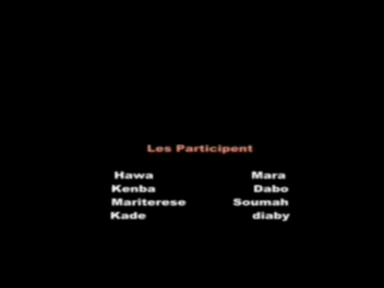 Les Participent
Hawa Mara
Kenba Dabo
Mariterese Soumah
Kade diaby